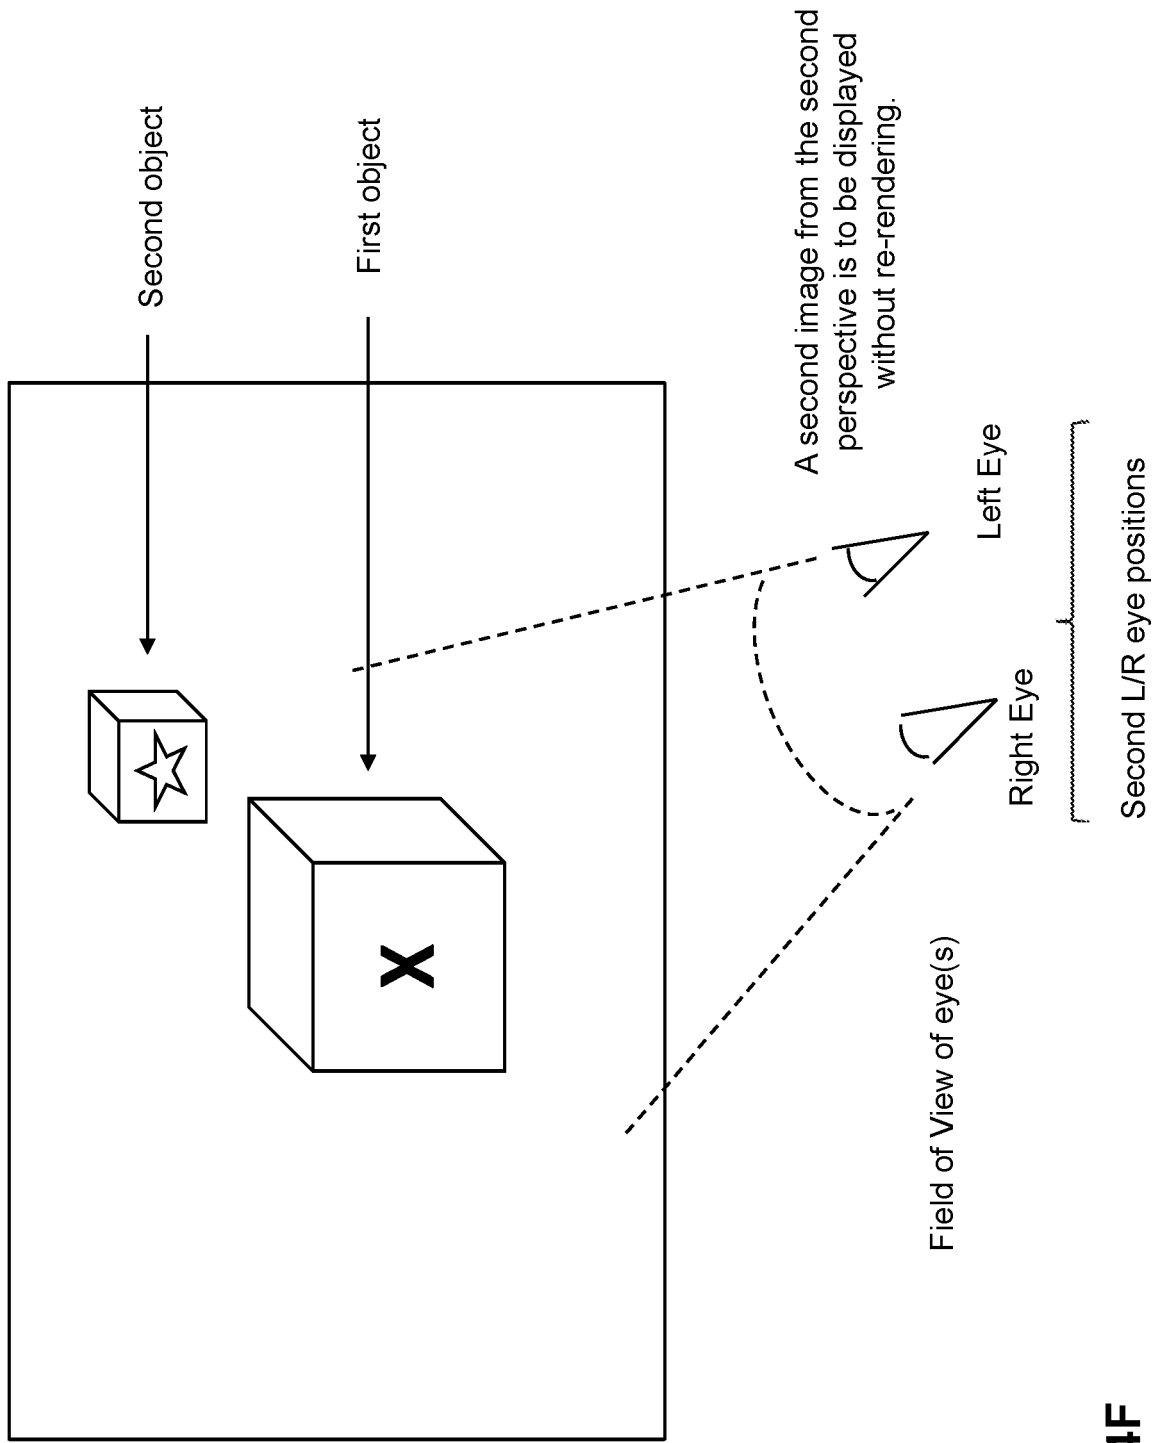 Second object
First object
A second image from the second
perspective is to be displayed
without re-rendering.
X
Left Eye
Right Eye
Field of View of eye(s)
Second L/R eye positions